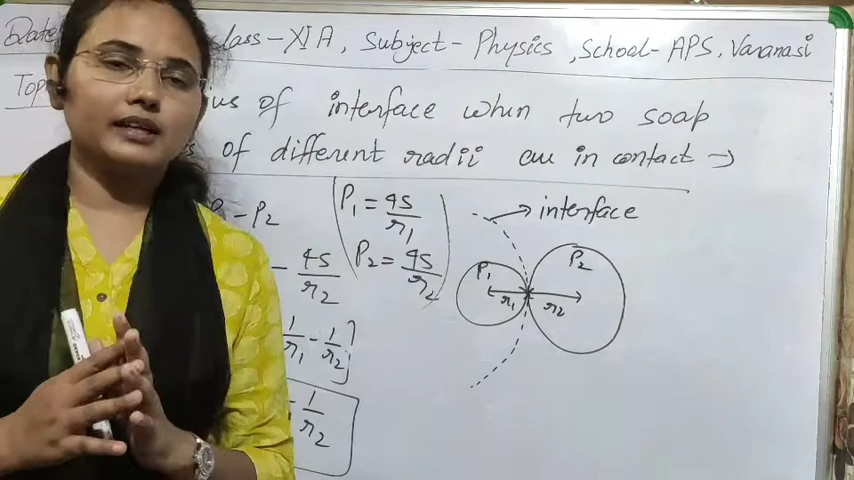 Date class - XI A, Subject - Physics, School - APS, Varanasi
of interface when two soap
of different radii are in contact →
P₁ = 4S/r₁
- P₂
P₂ = 4S/r₂
- 4S/r₂
1/r₁ - 1/r₂ ]
- 1/r₂
interface
P₁
P₂
r₁
r₂